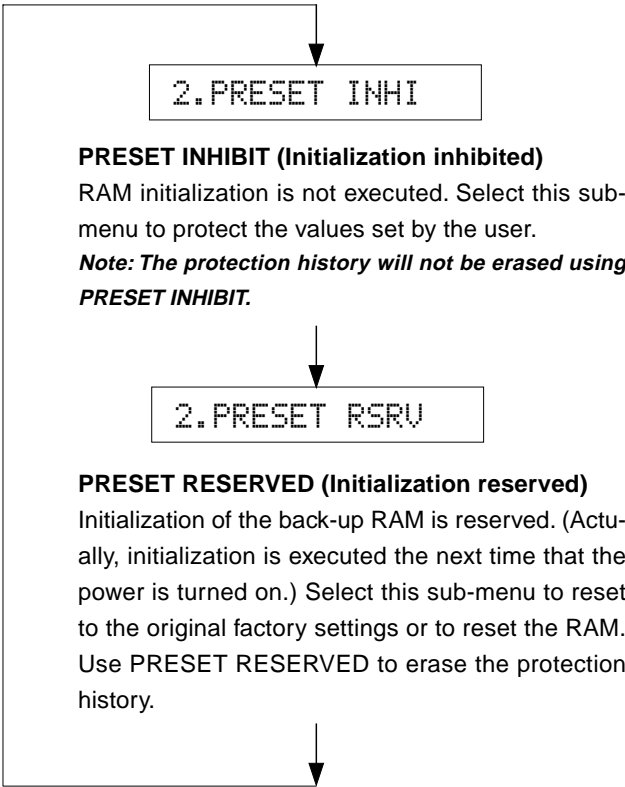 2.PRESET INHI
PRESET INHIBIT (Initialization inhibited)
RAM initialization is not executed. Select this sub-
menu to protect the values set by the user.
Note: The protection history will not be erased using
PRESET INHIBIT.
2.PRESET RSRV
PRESET RESERVED (Initialization reserved)
Initialization of the back-up RAM is reserved. (Actu-
ally, initialization is executed the next time that the
power is turned on.) Select this sub-menu to reset
to the original factory settings or to reset the RAM.
Use PRESET RESERVED to erase the protection
history.